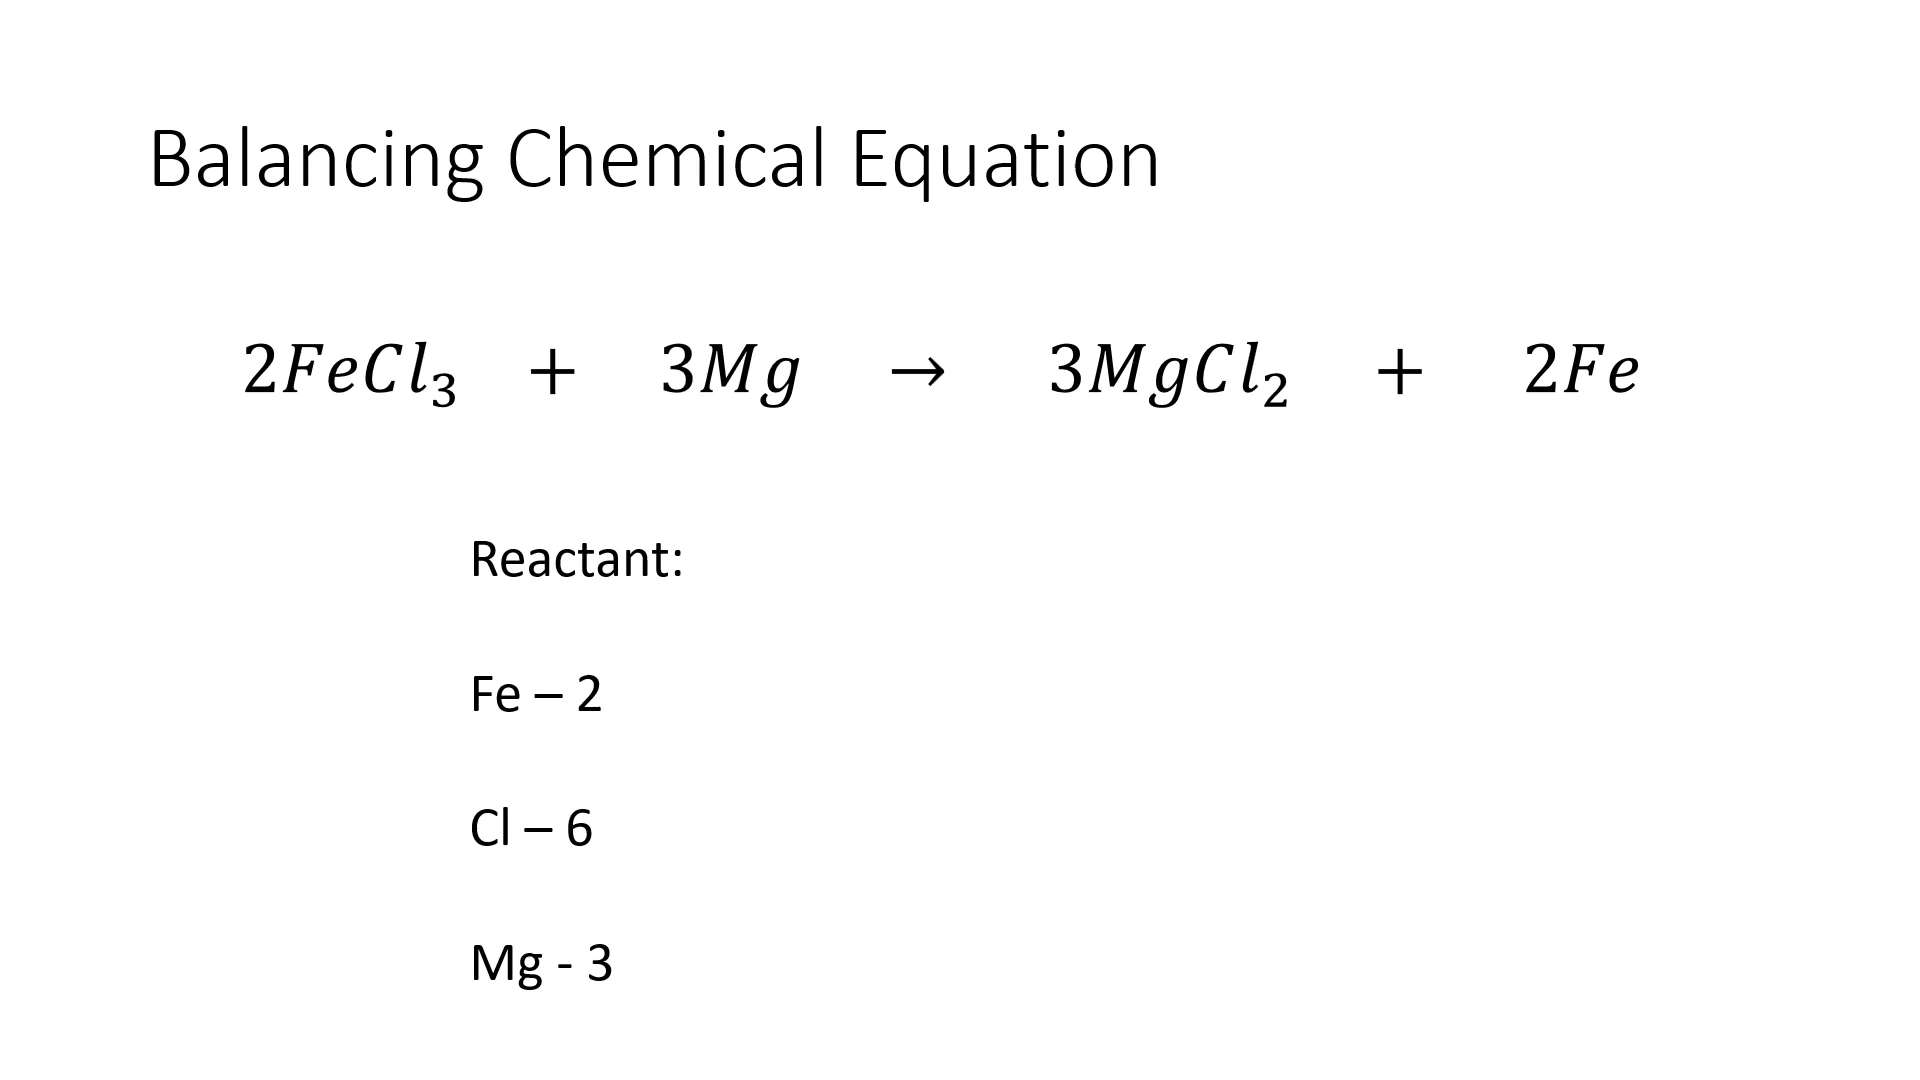 Balancing Chemical Equation
2FeCl₃ + 3Mg → 3MgCl₂ + 2Fe
Reactant:
Fe – 2
Cl – 6
Mg - 3